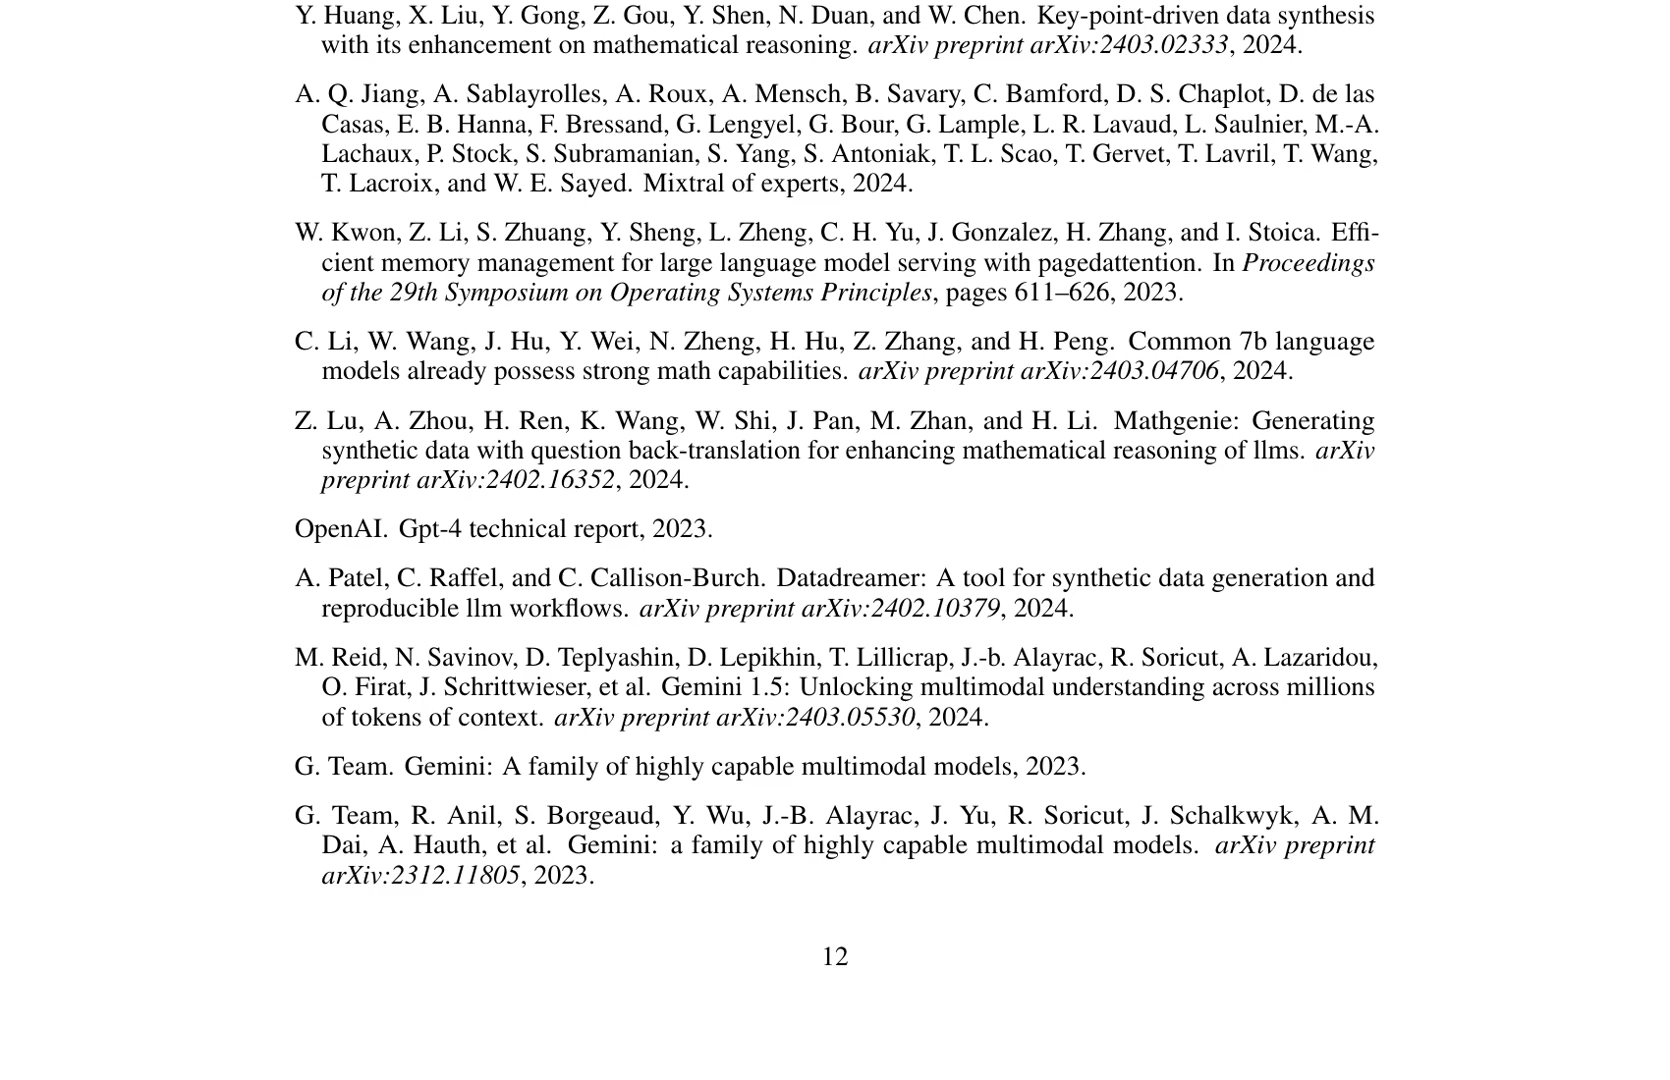 Y. Huang, X. Liu, Y. Gong, Z. Gou, Y. Shen, N. Duan, and W. Chen. Key-point-driven data synthesis
with its enhancement on mathematical reasoning. arXiv preprint arXiv:2403.02333, 2024.
A. Q. Jiang, A. Sablayrolles, A. Roux, A. Mensch, B. Savary, C. Bamford, D. S. Chaplot, D. de las
Casas, E. B. Hanna, F. Bressand, G. Lengyel, G. Bour, G. Lample, L. R. Lavaud, L. Saulnier, M.-A.
Lachaux, P. Stock, S. Subramanian, S. Yang, S. Antoniak, T. L. Scao, T. Gervet, T. Lavril, T. Wang,
T. Lacroix, and W. E. Sayed. Mixtral of experts, 2024.
W. Kwon, Z. Li, S. Zhuang, Y. Sheng, L. Zheng, C. H. Yu, J. Gonzalez, H. Zhang, and I. Stoica. Effi-
cient memory management for large language model serving with pagedattention. In Proceedings
of the 29th Symposium on Operating Systems Principles, pages 611–626, 2023.
C. Li, W. Wang, J. Hu, Y. Wei, N. Zheng, H. Hu, Z. Zhang, and H. Peng. Common 7b language
models already possess strong math capabilities. arXiv preprint arXiv:2403.04706, 2024.
Z. Lu, A. Zhou, H. Ren, K. Wang, W. Shi, J. Pan, M. Zhan, and H. Li. Mathgenie: Generating
synthetic data with question back-translation for enhancing mathematical reasoning of llms. arXiv
preprint arXiv:2402.16352, 2024.
OpenAI. Gpt-4 technical report, 2023.
A. Patel, C. Raffel, and C. Callison-Burch. Datadreamer: A tool for synthetic data generation and
reproducible llm workflows. arXiv preprint arXiv:2402.10379, 2024.
M. Reid, N. Savinov, D. Teplyashin, D. Lepikhin, T. Lillicrap, J.-b. Alayrac, R. Soricut, A. Lazaridou,
O. Firat, J. Schrittwieser, et al. Gemini 1.5: Unlocking multimodal understanding across millions
of tokens of context. arXiv preprint arXiv:2403.05530, 2024.
G. Team. Gemini: A family of highly capable multimodal models, 2023.
G. Team, R. Anil, S. Borgeaud, Y. Wu, J.-B. Alayrac, J. Yu, R. Soricut, J. Schalkwyk, A. M.
Dai, A. Hauth, et al. Gemini: a family of highly capable multimodal models. arXiv preprint
arXiv:2312.11805, 2023.
12